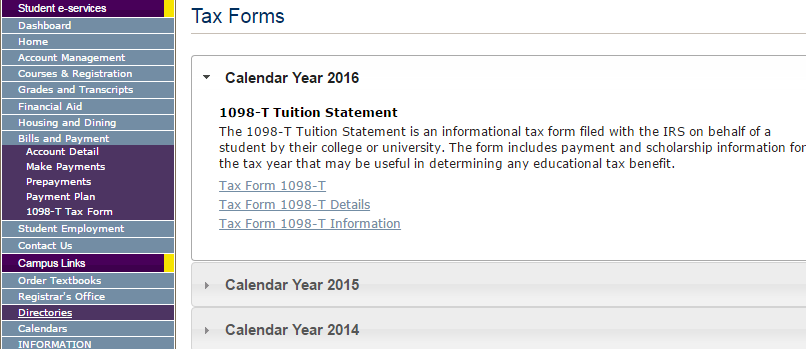 Student e-services
Dashboard
Home
Account Management
Courses & Registration
Grades and Transcripts
Financial Aid
Housing and Dining
Bills and Payment
Account Detail
Make Payments
Prepayments
Payment Plan
1098-T Tax Form
Student Employment
Contact Us
Campus Links
Order Textbooks
Registrar's Office
Directories
Calendars
INFORMATION
Tax Forms
Calendar Year 2016
1098-T Tuition Statement
The 1098-T Tuition Statement is an informational tax form filed with the IRS on behalf of a
student by their college or university. The form includes payment and scholarship information for
the tax year that may be useful in determining any educational tax benefit.
Tax Form 1098-T
Tax Form 1098-T Details
Tax Form 1098-T Information
Calendar Year 2015
Calendar Year 2014